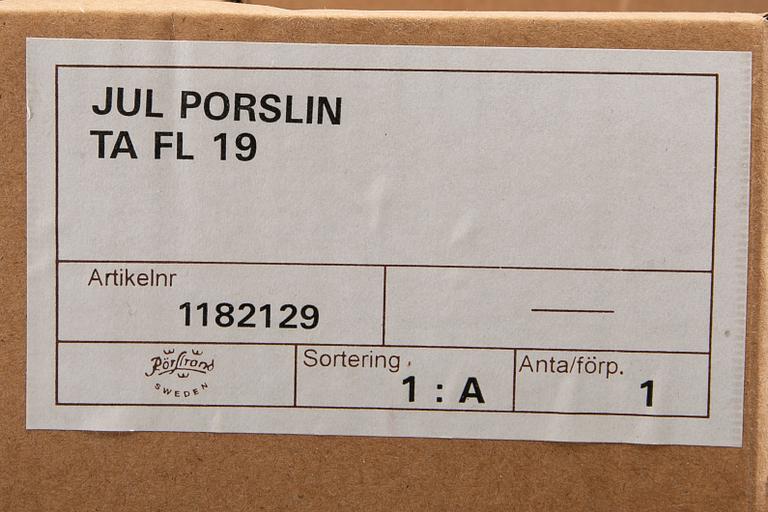 JUL PORSLIN
TA FL 19
Artikelnr
1182129
Rörstrand
SWEDEN
Sortering
1 : A
Anta/förp.
1